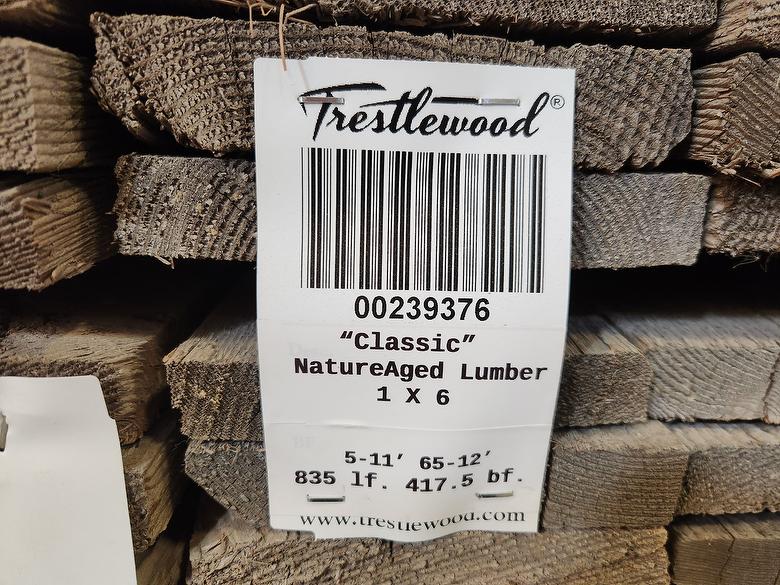 Trestlewood®
00239376
“Classic”
NatureAged Lumber
1 X 6
5-11′ 65-12′
835 lf. 417.5 bf.
www.trestlewood.com